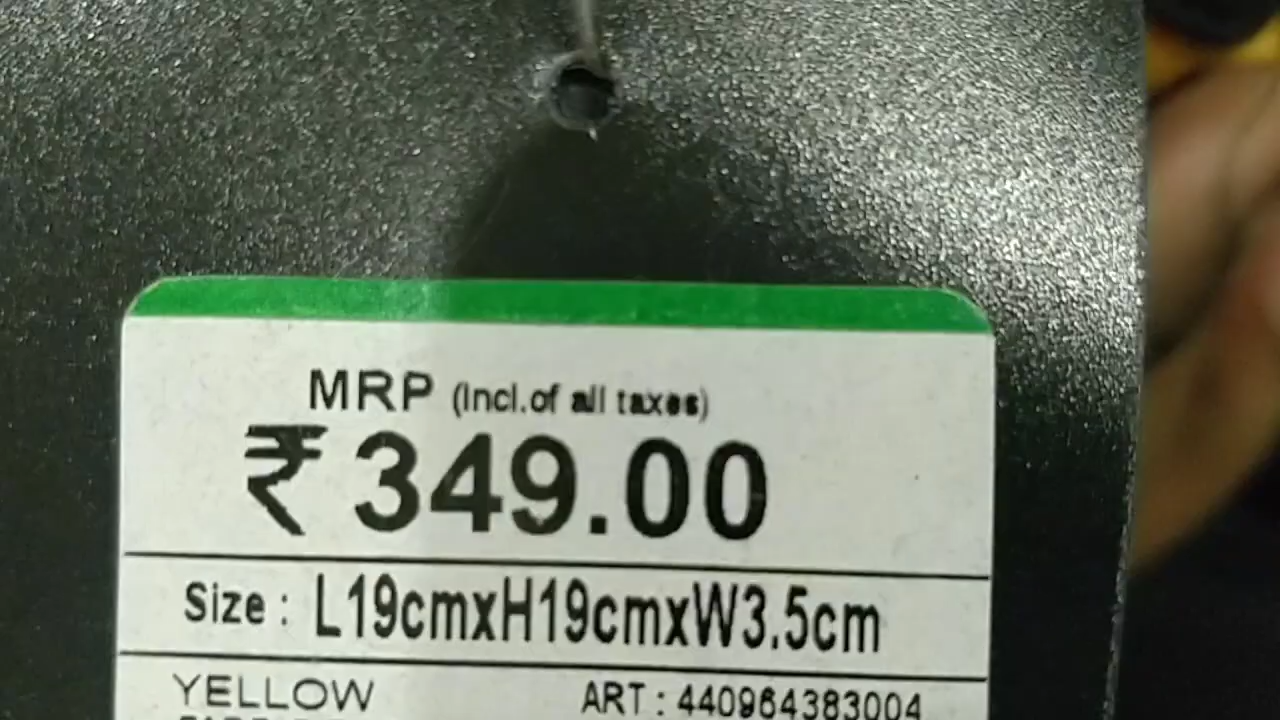 MRP (Incl.of all taxes)
₹349.00
Size : L19cmxH19cmxW3.5cm
YELLOW ART : 440964383004